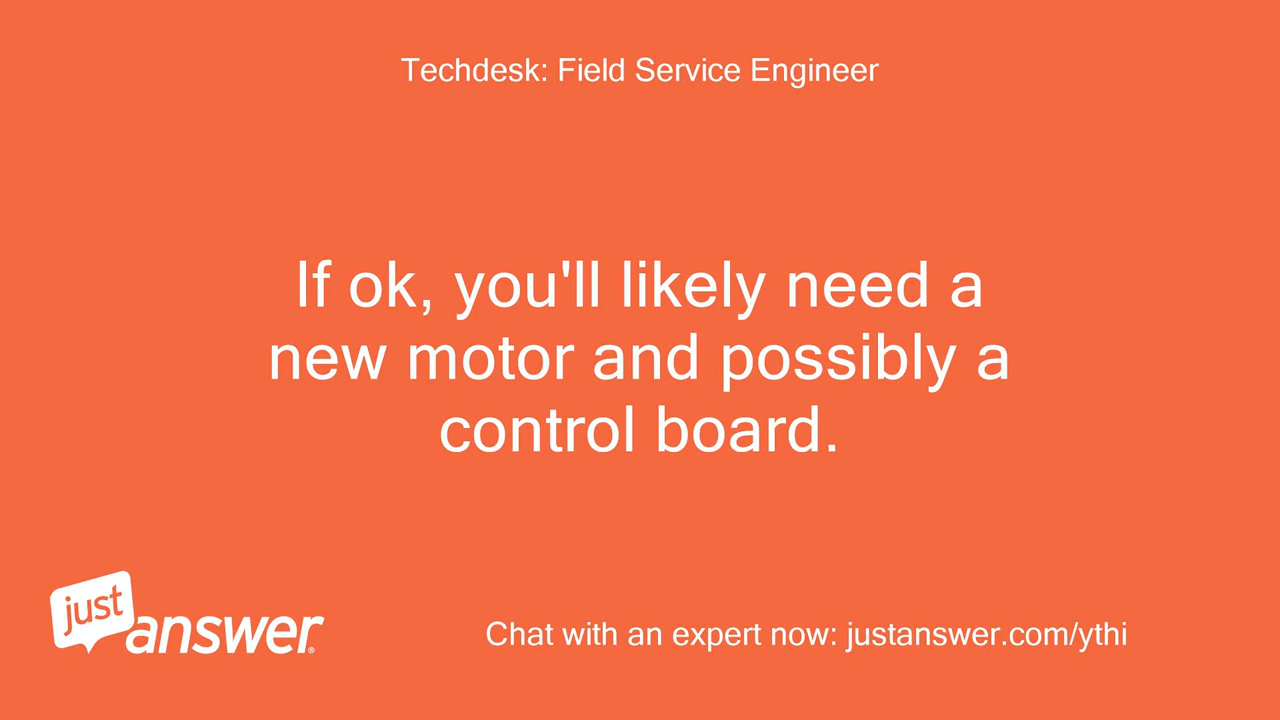 Techdesk: Field Service Engineer
If ok, you'll likely need a
new motor and possibly a
control board.
just
answer®
Chat with an expert now: justanswer.com/ythi